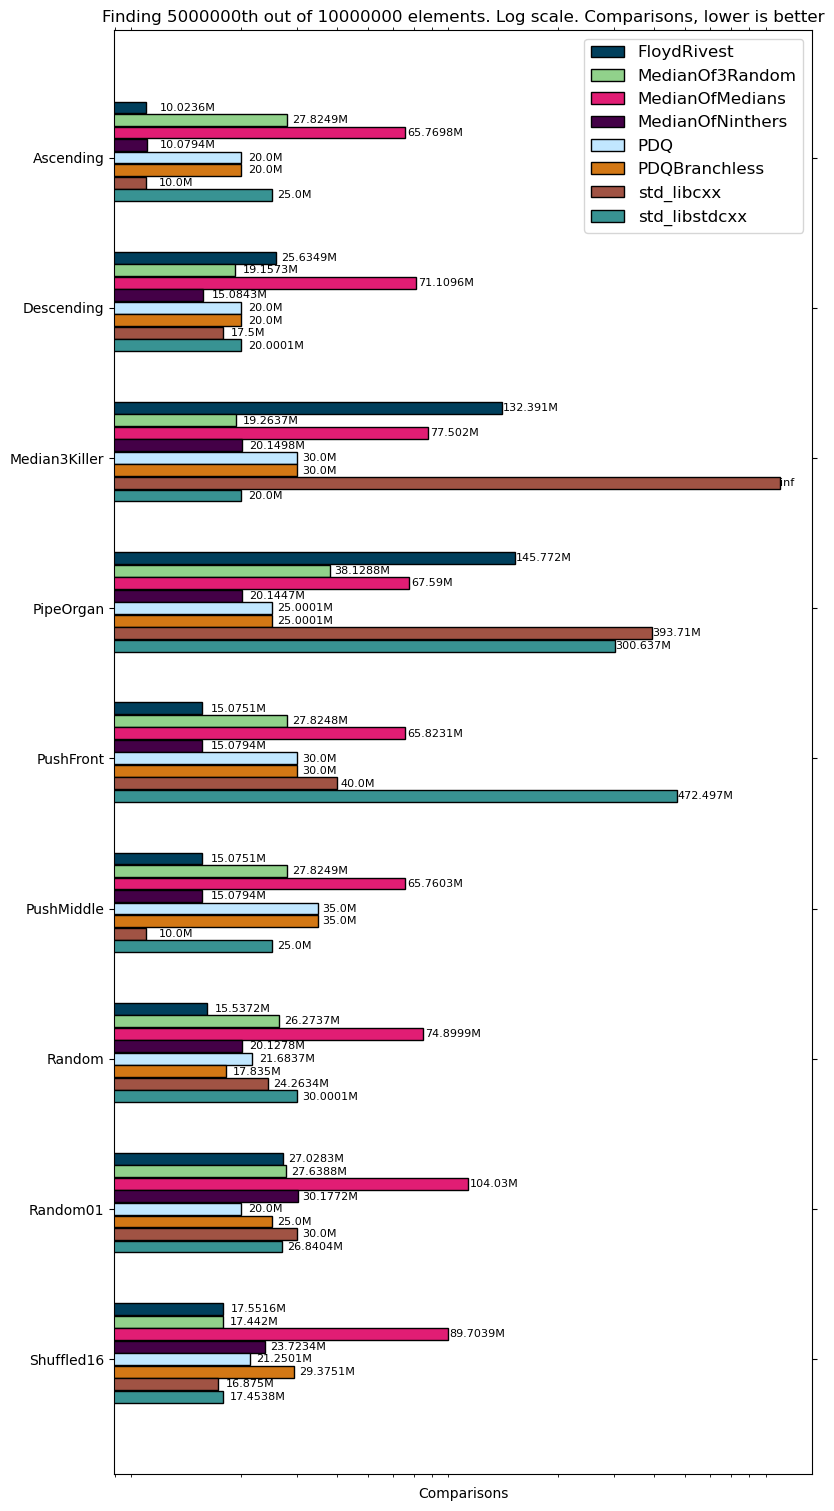 Finding 5000000th out of 10000000 elements. Log scale. Comparisons, lower is better
FloydRivest
MedianOf3Random
MedianOfMedians
MedianOfNinthers
PDQ
PDQBranchless
std_libcxx
std_libstdcxx
Ascending
10.0236M
27.8249M
65.7698M
10.0794M
20.0M
20.0M
10.0M
25.0M
Descending
25.6349M
19.1573M
71.1096M
15.0843M
20.0M
20.0M
17.5M
20.0001M
Median3Killer
132.391M
19.2637M
77.502M
20.1498M
30.0M
30.0M
inf
20.0M
PipeOrgan
145.772M
38.1288M
67.59M
20.1447M
25.0001M
25.0001M
393.71M
300.637M
PushFront
15.0751M
27.8248M
65.8231M
15.0794M
30.0M
30.0M
40.0M
472.497M
PushMiddle
15.0751M
27.8249M
65.7603M
15.0794M
35.0M
35.0M
10.0M
25.0M
Random
15.5372M
26.2737M
74.8999M
20.1278M
21.6837M
17.835M
24.2634M
30.0001M
Random01
27.0283M
27.6388M
104.03M
30.1772M
20.0M
25.0M
30.0M
26.8404M
Shuffled16
17.5516M
17.442M
89.7039M
23.7234M
21.2501M
29.3751M
16.875M
17.4538M
Comparisons